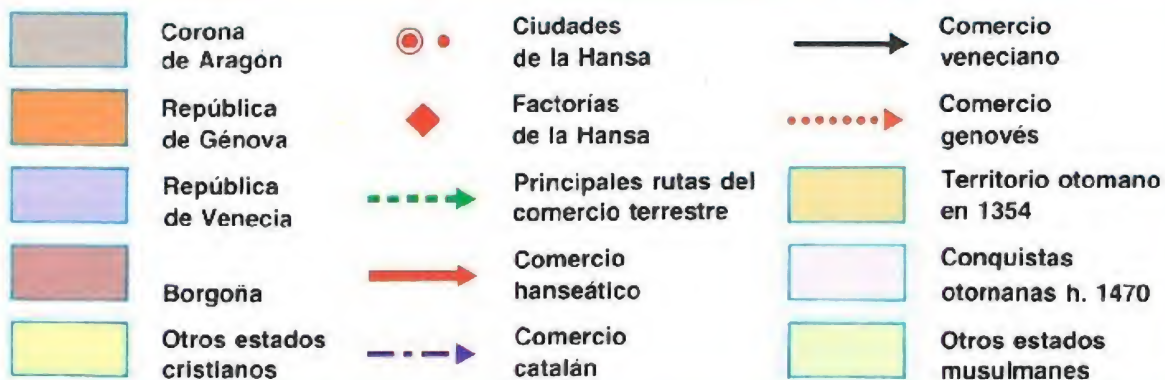 Corona
de Aragón
República
de Génova
República
de Venecia
Borgoña
Otros estados
cristianos
Ciudades
de la Hansa
Factorías
de la Hansa
Principales rutas del
comercio terrestre
Comercio
hanseático
Comercio
catalán
Comercio
veneciano
Comercio
genovés
Territorio otomano
en 1354
Conquistas
otomanas h. 1470
Otros estados
musulmanes